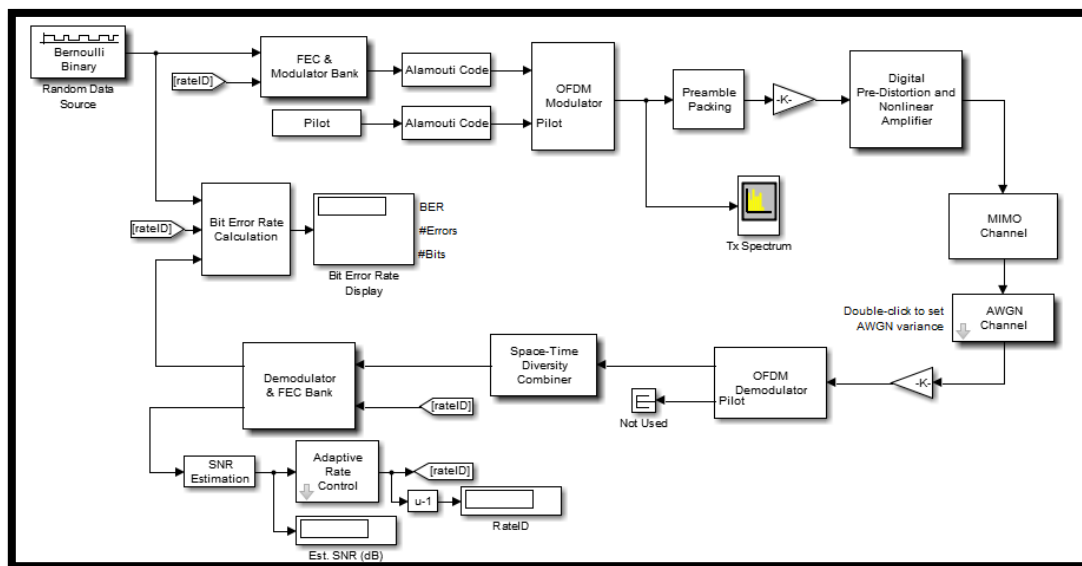 Bernoulli
Binary
Random Data
Source
[rateID]
FEC &
Modulator Bank
Alamouti Code
Pilot
Alamouti Code
OFDM
Modulator
Pilot
Preamble
Packing
-K-
Digital
Pre-Distortion and
Nonlinear
Amplifier
Tx Spectrum
MIMO
Channel
Double-click to set
AWGN variance
AWGN
Channel
[rateID]
Bit Error Rate
Calculation
BER
#Errors
#Bits
Bit Error Rate
Display
-K-
OFDM
Demodulator
Pilot
Not Used
Space-Time
Diversity
Combiner
Demodulator
& FEC Bank
[rateID]
SNR
Estimation
Adaptive
Rate
Control
[rateID]
u-1
RateID
Est. SNR (dB)